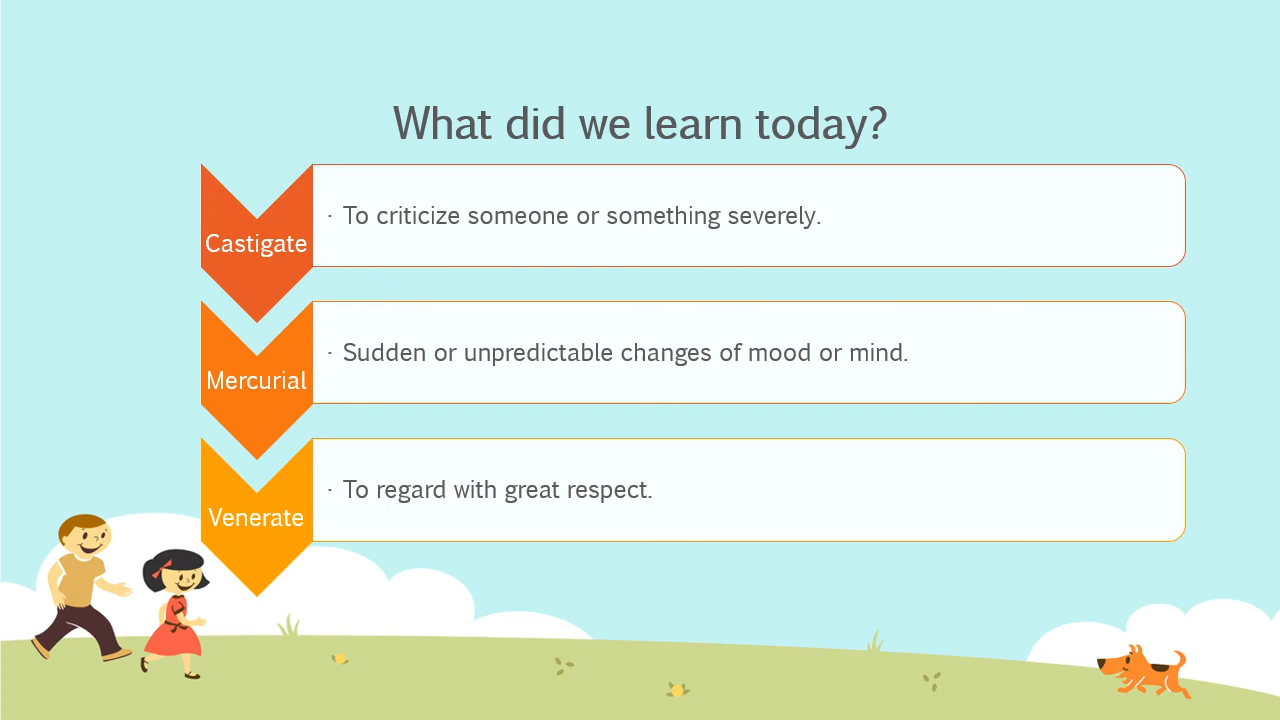 What did we learn today?
Castigate
· To criticize someone or something severely.
Mercurial
· Sudden or unpredictable changes of mood or mind.
Venerate
· To regard with great respect.